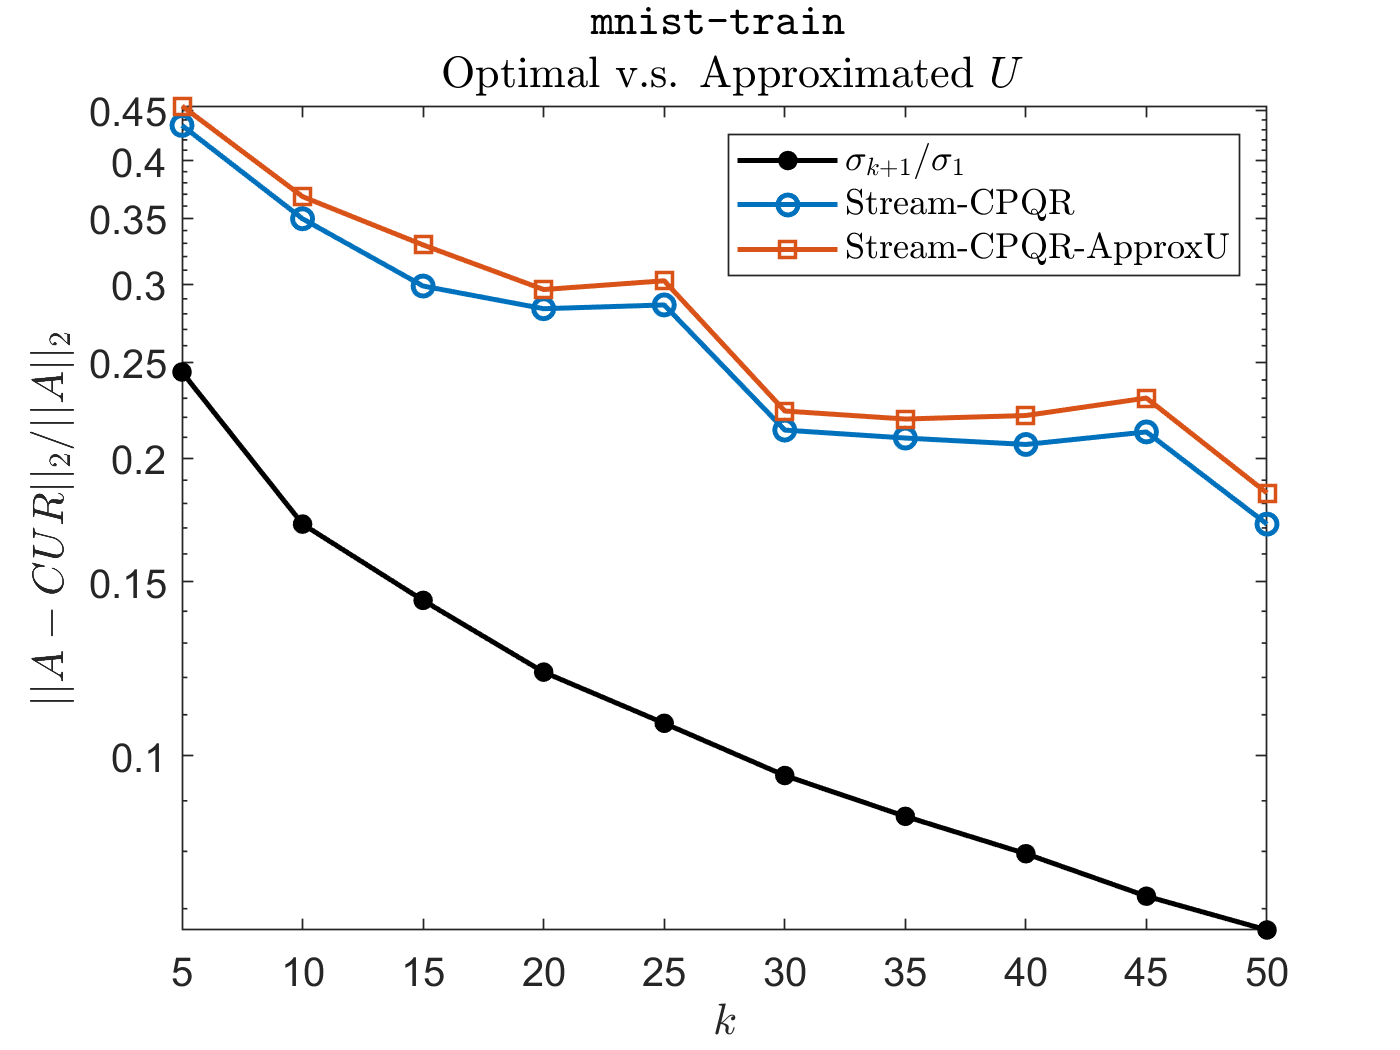 mnist-train
Optimal v.s. Approximated U
0.45
0.4
0.35
0.3
0.25
0.2
0.15
0.1
||A − CUR||₂/||A||₂
σₖ₊₁/σ₁
Stream-CPQR
Stream-CPQR-ApproxU
5 10 15 20 25 30 35 40 45 50
k